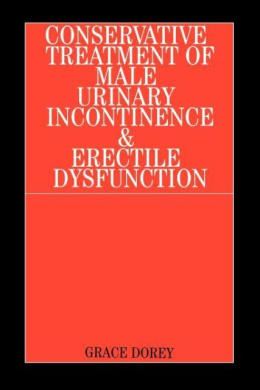 CONSERVATIVE
TREATMENT OF
MALE
URINARY
INCONTINENCE
&
ERECTILE
DYSFUNCTION
GRACE DOREY